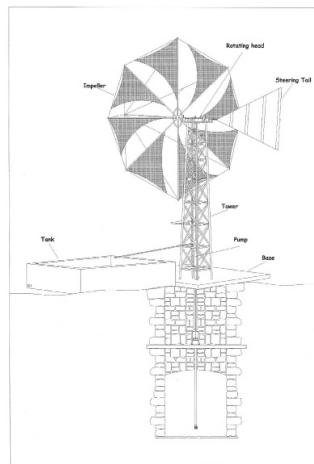 Rotating head
Steering Tail
Impeller
Tower
Tank
Pump
Base